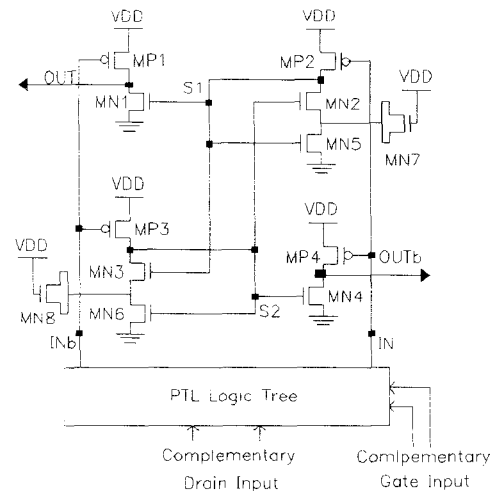 VDD
VDD
MP1
MP2
VDD
OUT
S1
MN1
MN2
MN5
MN7
VDD
VDD
MP3
VDD
MP4
OUTb
MN3
MN4
MN8
MN6
S2
INb
IN
PTL Logic Tree
Complementary
Drain Input
Comlpementary
Gate Input